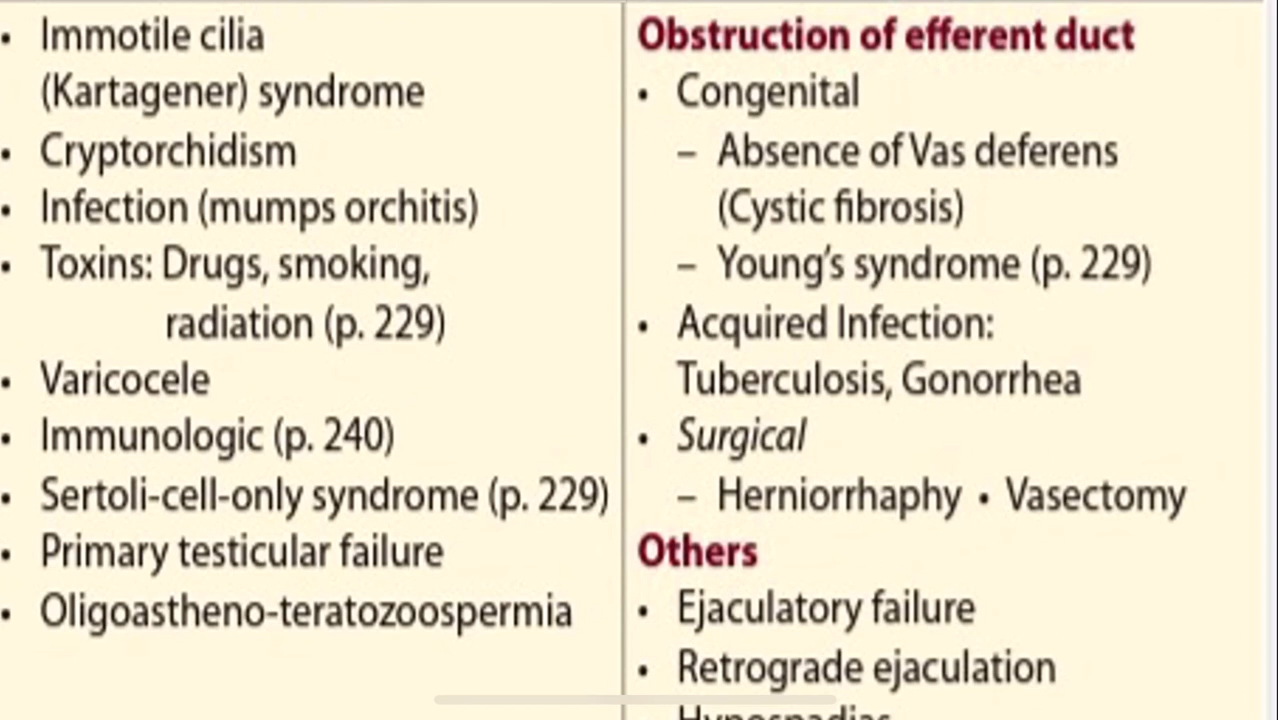 • Immotile cilia
(Kartagener) syndrome
• Cryptorchidism
• Infection (mumps orchitis)
• Toxins: Drugs, smoking,
radiation (p. 229)
• Varicocele
• Immunologic (p. 240)
• Sertoli-cell-only syndrome (p. 229)
• Primary testicular failure
• Oligoastheno-teratozoospermia
Obstruction of efferent duct
• Congenital
– Absence of Vas deferens
(Cystic fibrosis)
– Young's syndrome (p. 229)
• Acquired Infection:
Tuberculosis, Gonorrhea
• Surgical
– Herniorrhaphy • Vasectomy
Others
• Ejaculatory failure
• Retrograde ejaculation